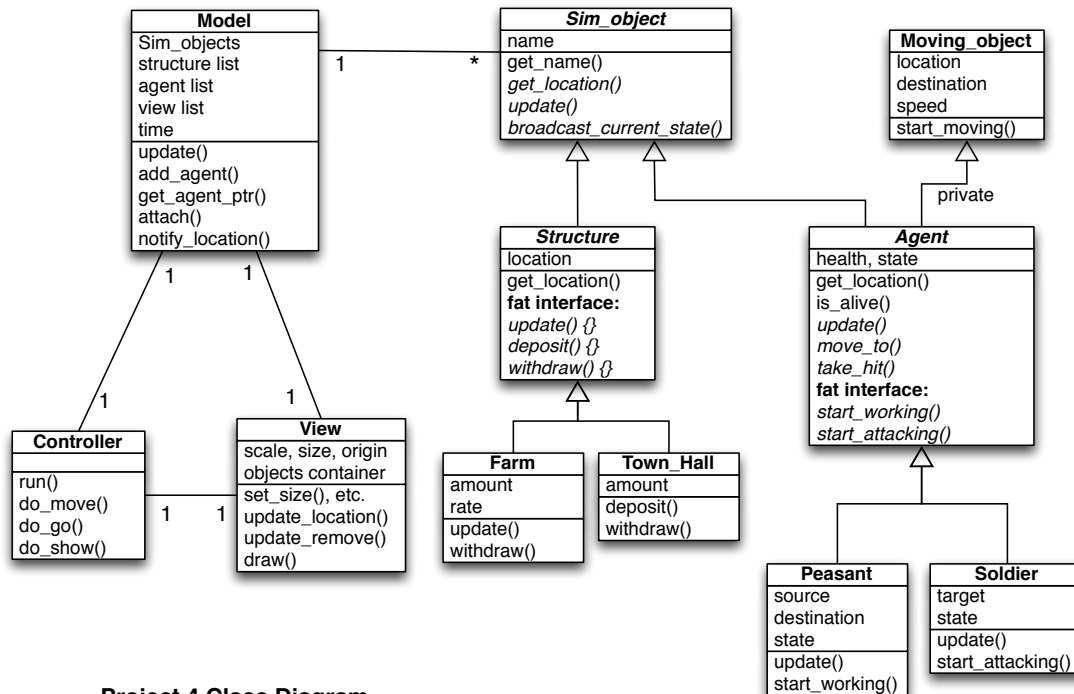 Model
Sim_objects
structure list
agent list
view list
time
update()
add_agent()
get_agent_ptr()
attach()
notify_location()
1
*
Sim_object
name
get_name()
get_location()
update()
broadcast_current_state()
Moving_object
location
destination
speed
start_moving()
private
Structure
location
get_location()
fat interface:
update() {}
deposit() {}
withdraw() {}
Agent
health, state
get_location()
is_alive()
update()
move_to()
take_hit()
fat interface:
start_working()
start_attacking()
1
1
1
1
Controller
run()
do_move()
do_go()
do_show()
1
1
View
scale, size, origin
objects container
set_size(), etc.
update_location()
update_remove()
draw()
Farm
amount
rate
update()
withdraw()
Town_Hall
amount
deposit()
withdraw()
Peasant
source
destination
state
update()
start_working()
Soldier
target
state
update()
start_attacking()
Project 4 Class Diagram